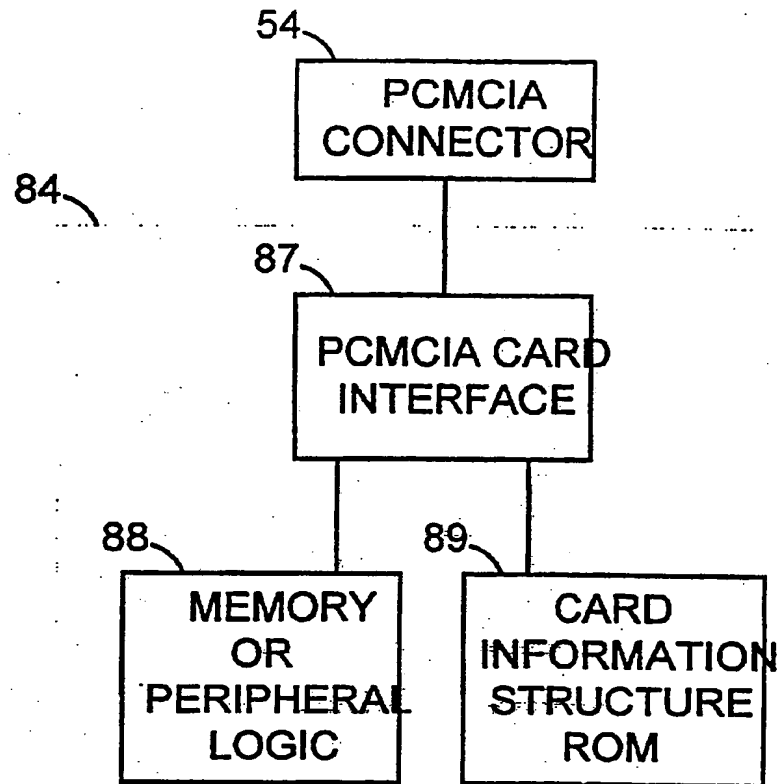 54
PCMCIA
CONNECTOR
84
87
PCMCIA CARD
INTERFACE
88
MEMORY
OR
PERIPHERAL
LOGIC
89
CARD
INFORMATION
STRUCTURE
ROM